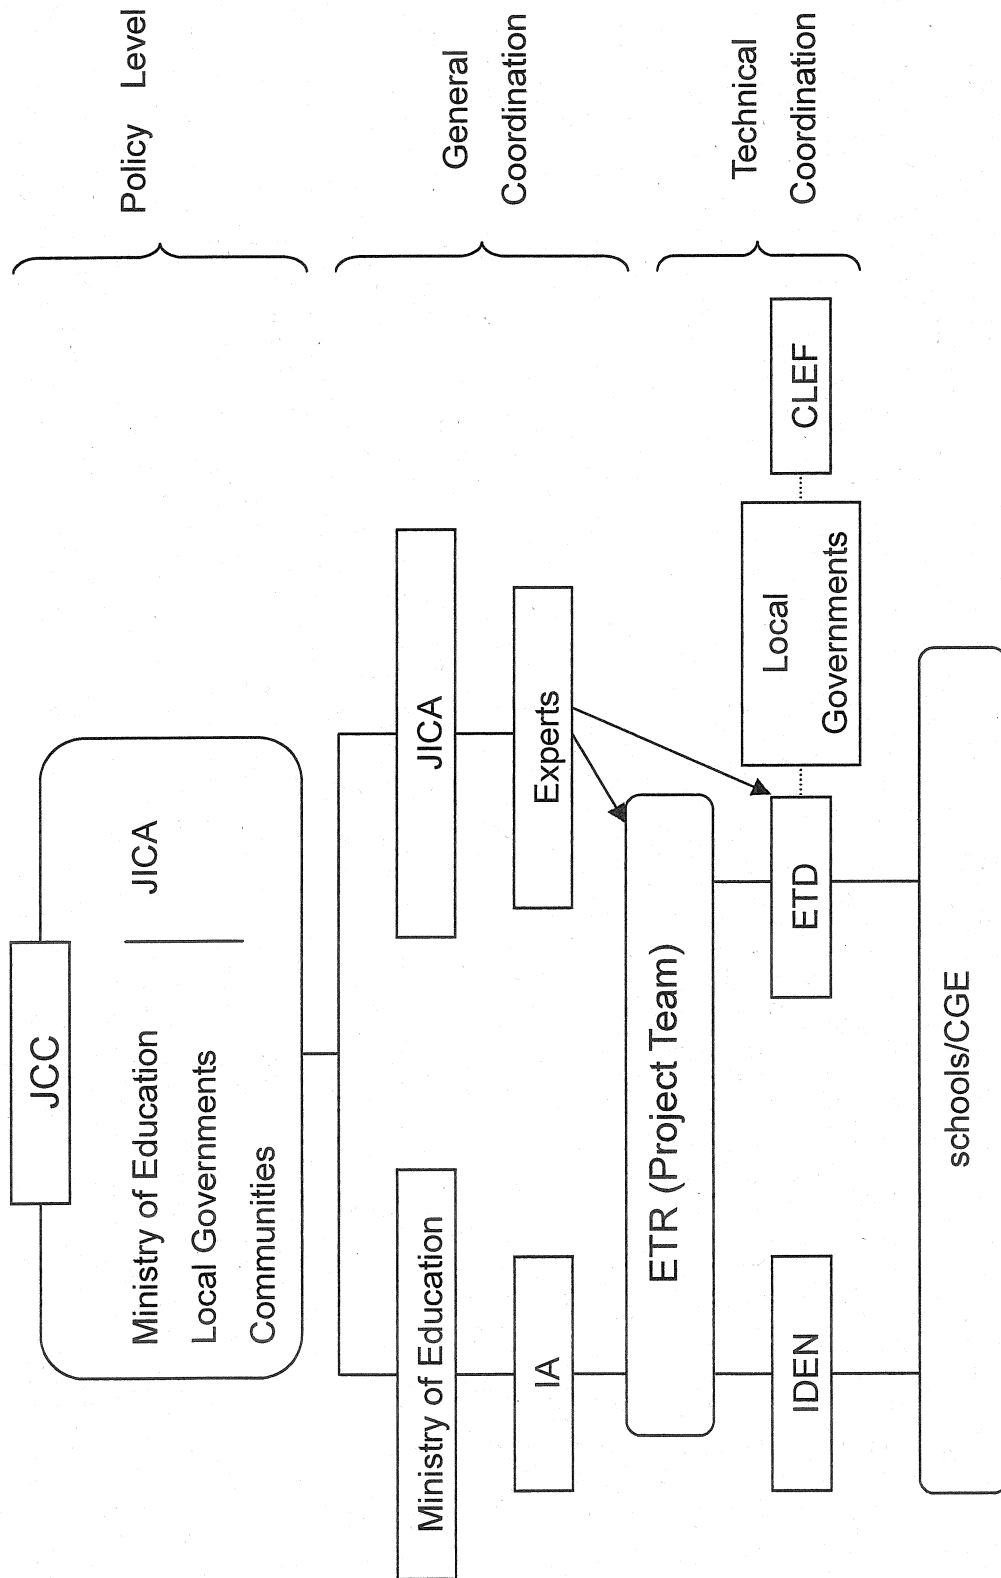 JCC
Ministry of Education
Local Governments
Communities
JICA
Policy Level
Ministry of Education
JICA
IA
Experts
General
Coordination
ETR (Project Team)
IDEN
ETD
Local
Governments
CLEF
Technical
Coordination
schools/CGE